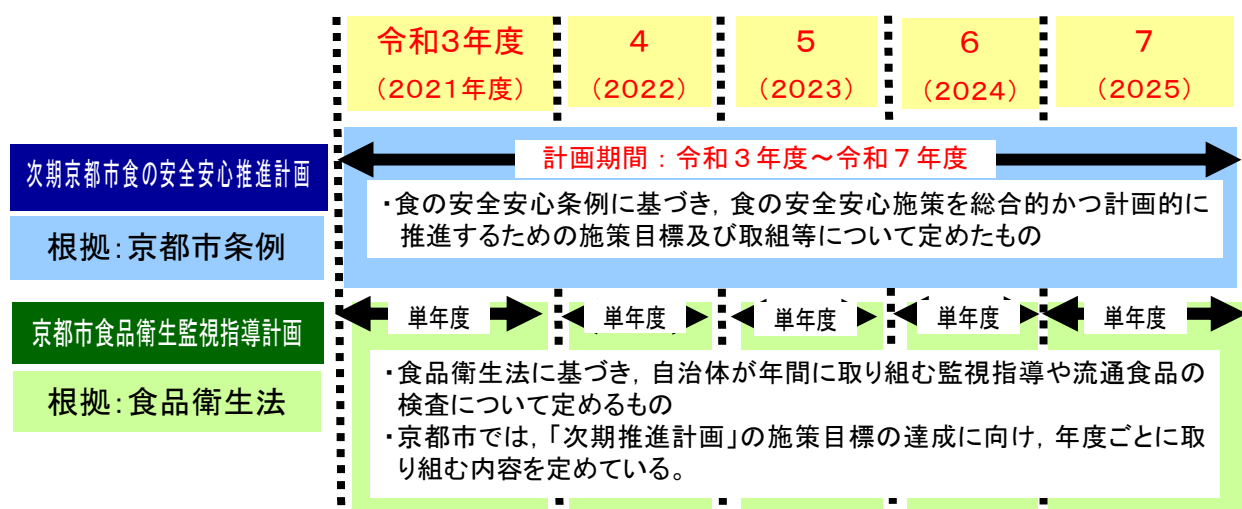 令和3年度 4 5 6 7
(2021年度) (2022) (2023) (2024) (2025)
次期京都市食の安全安心推進計画
根拠:京都市条例
計画期間:令和3年度~令和7年度
・食の安全安心条例に基づき,食の安全安心施策を総合的かつ計画的に
推進するための施策目標及び取組等について定めたもの
京都市食品衛生監視指導計画
根拠:食品衛生法
単年度 単年度 単年度 単年度 単年度
・食品衛生法に基づき,自治体が年間に取り組む監視指導や流通食品の
検査について定めるもの
・京都市では,「次期推進計画」の施策目標の達成に向け,年度ごとに取
り組む内容を定めている。